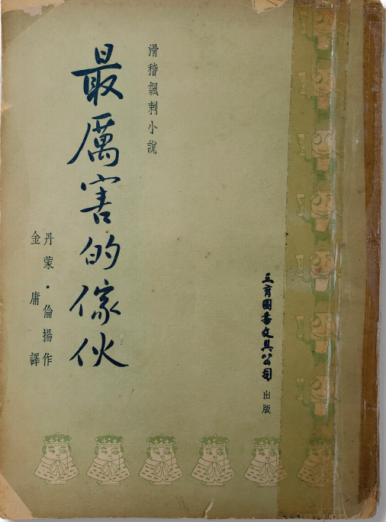 滑稽諷刺小說
最厲害的傢伙
丹蒙·倫揚作
金庸譯
三育圖書文具公司出版